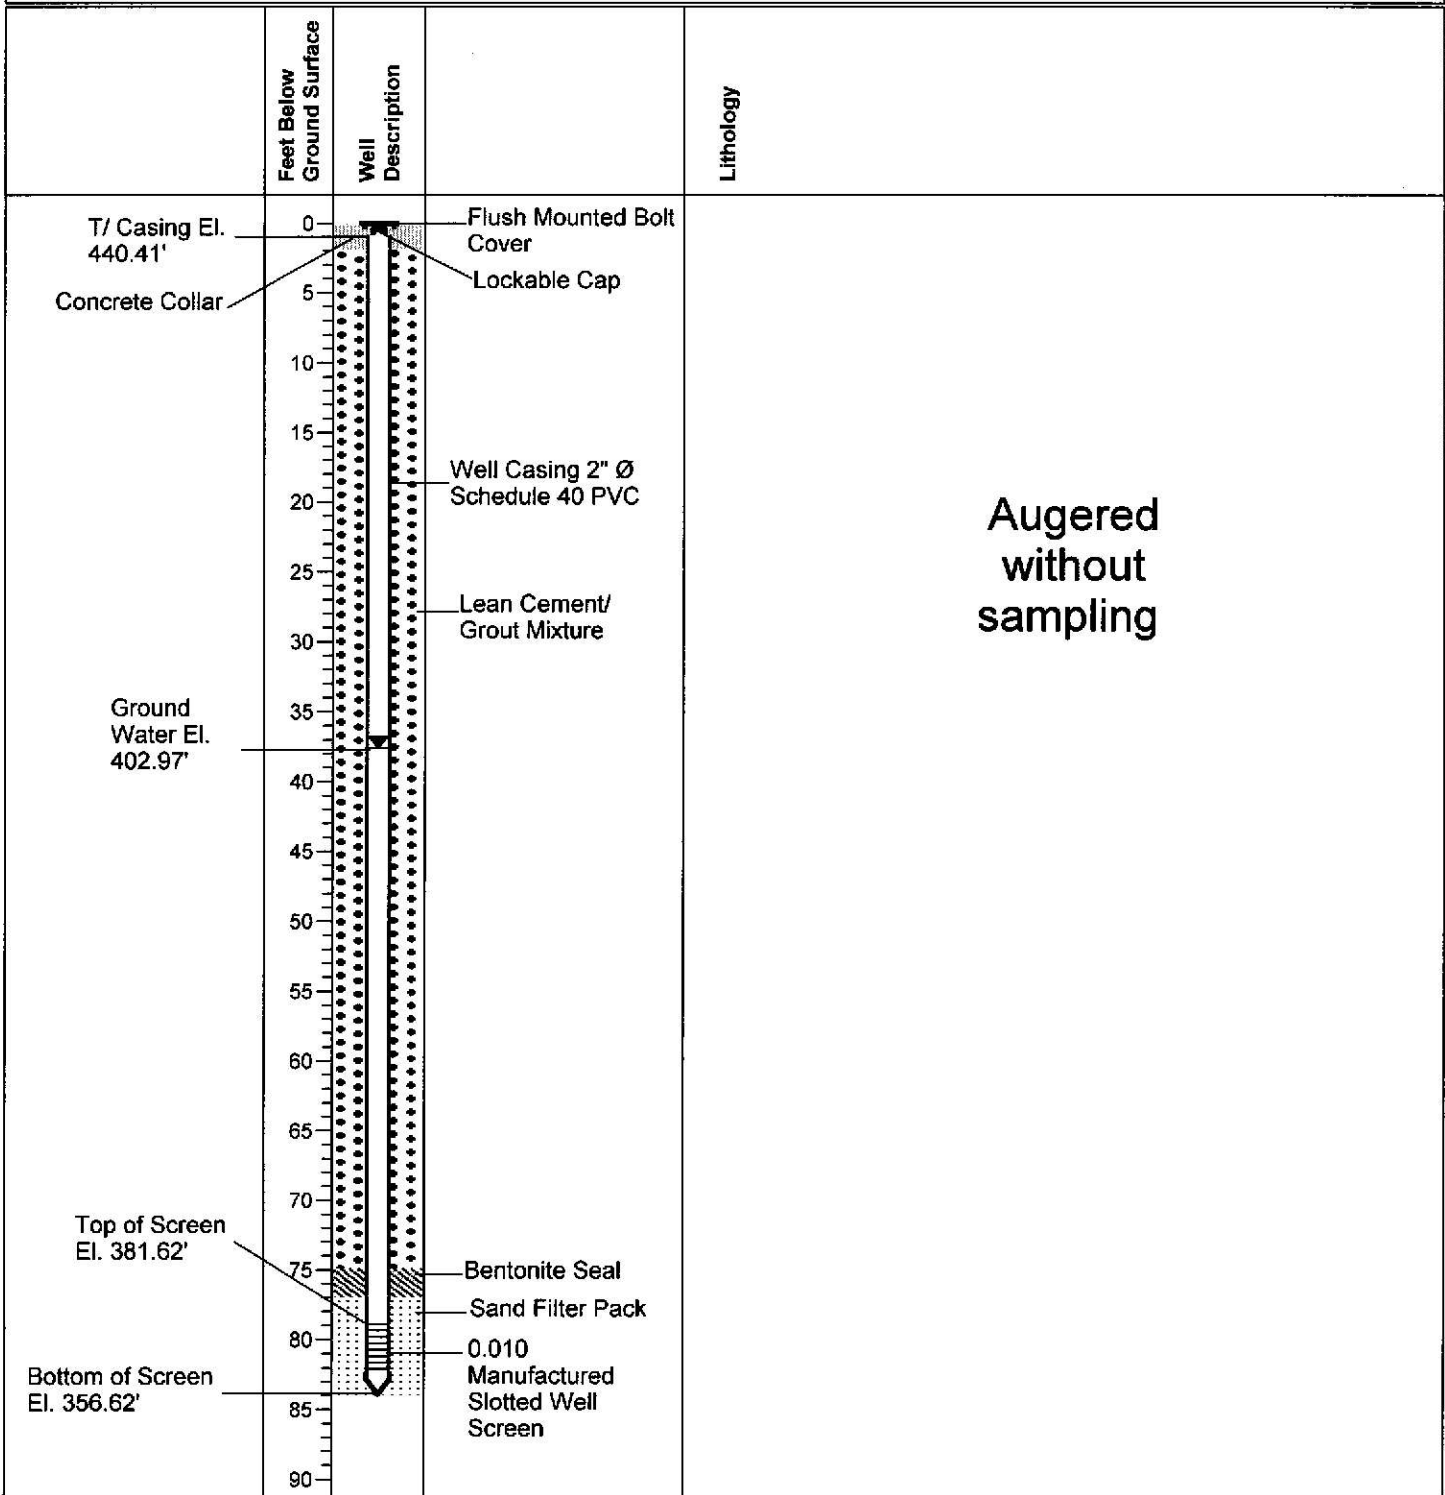 Feet Below
Ground Surface
Well
Description
Lithology
T/ Casing El.
440.41'
Concrete Collar
0
Flush Mounted Bolt
Cover
Lockable Cap
5
10
15
Well Casing 2" Ø
Schedule 40 PVC
20
25
Lean Cement/
Grout Mixture
30
35
Ground
Water El.
402.97'
40
45
50
55
60
65
70
Top of Screen
El. 381.62'
75
Bentonite Seal
Sand Filter Pack
80
0.010
Manufactured
Slotted Well
Screen
Bottom of Screen
El. 356.62'
85
90
Augered
without
sampling